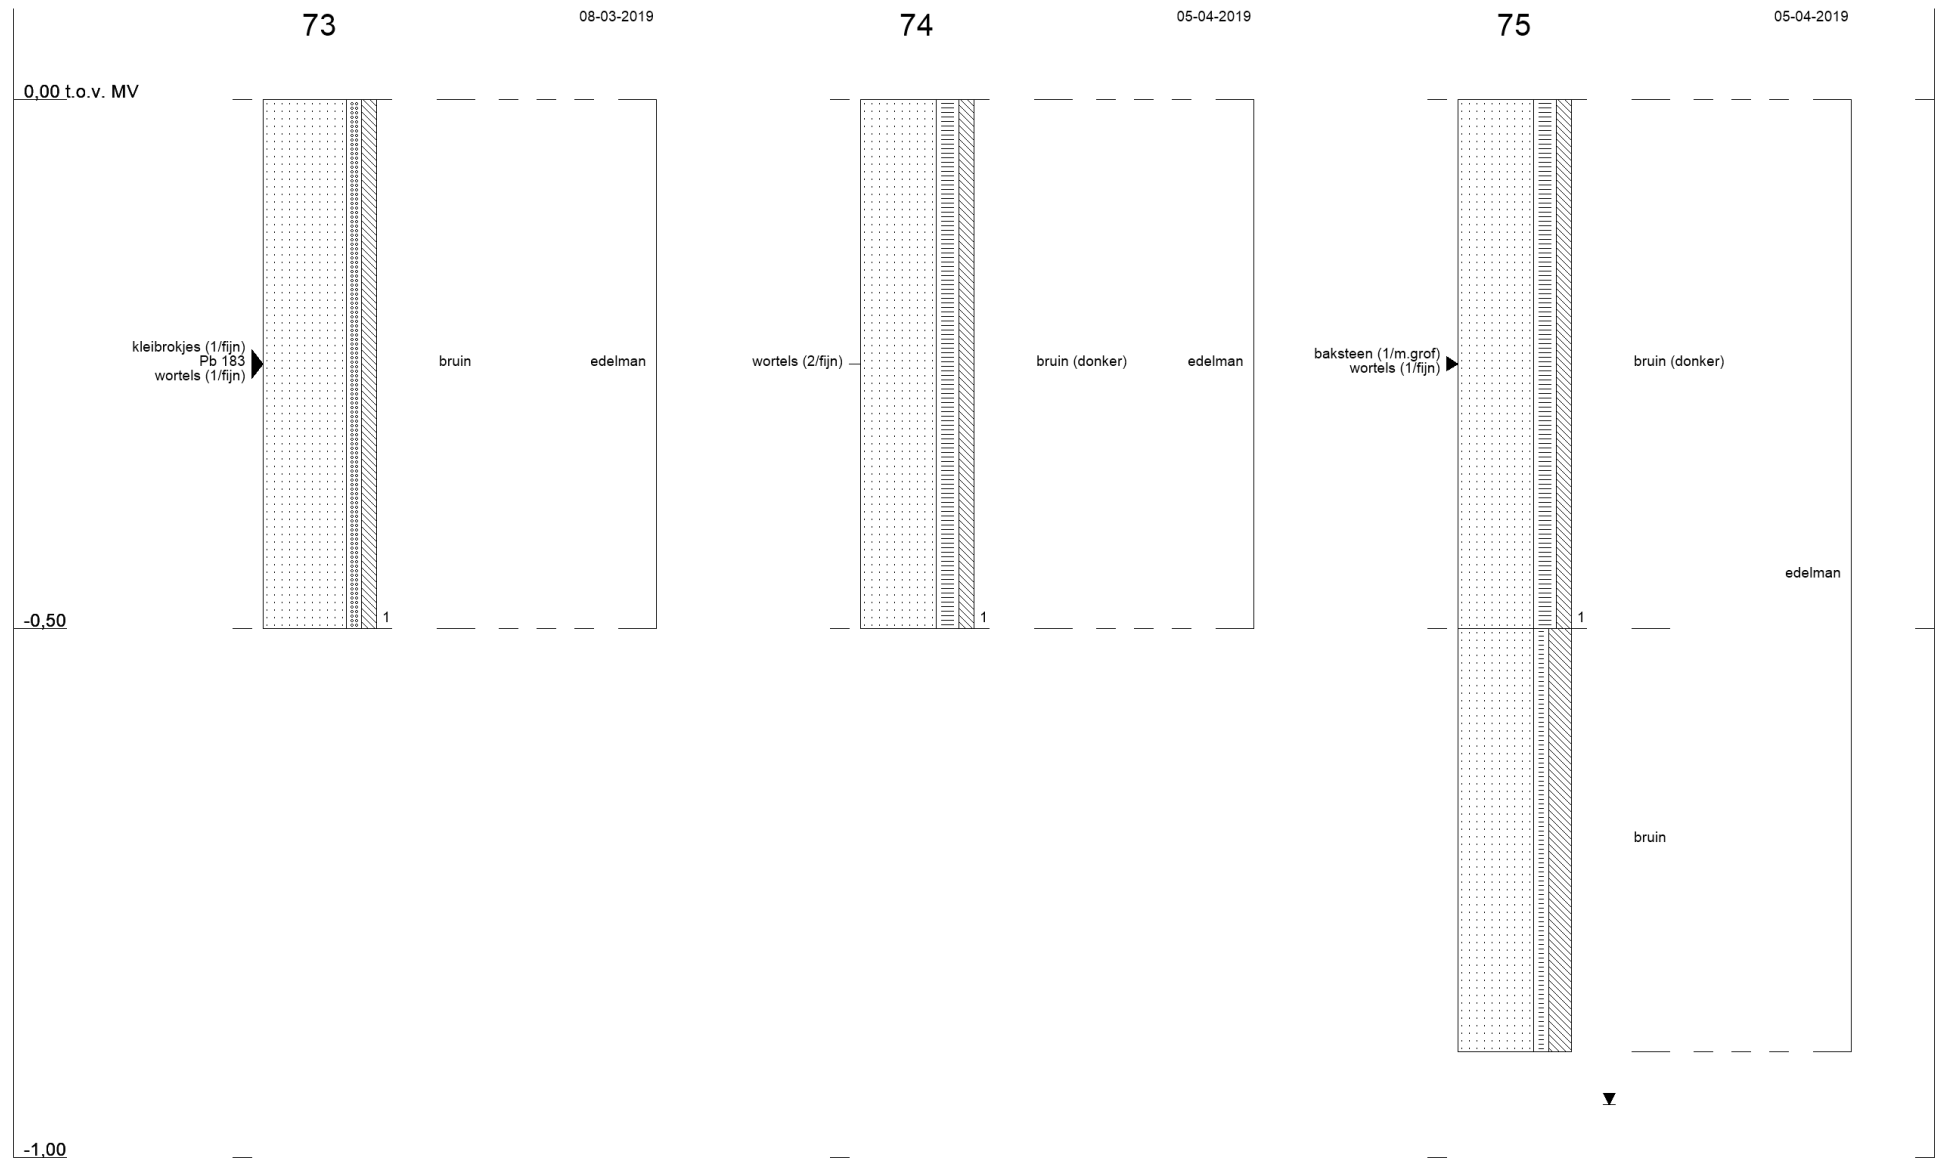 73
08-03-2019
74
05-04-2019
75
05-04-2019
0,00 t.o.v. MV
kleibrokjes (1/fijn)
Pb 183
wortels (1/fijn)
bruin
edelman
wortels (2/fijn)
bruin (donker)
edelman
baksteen (1/m.grof)
wortels (1/fijn)
bruin (donker)
edelman
-0,50
1
1
1
bruin
-1,00